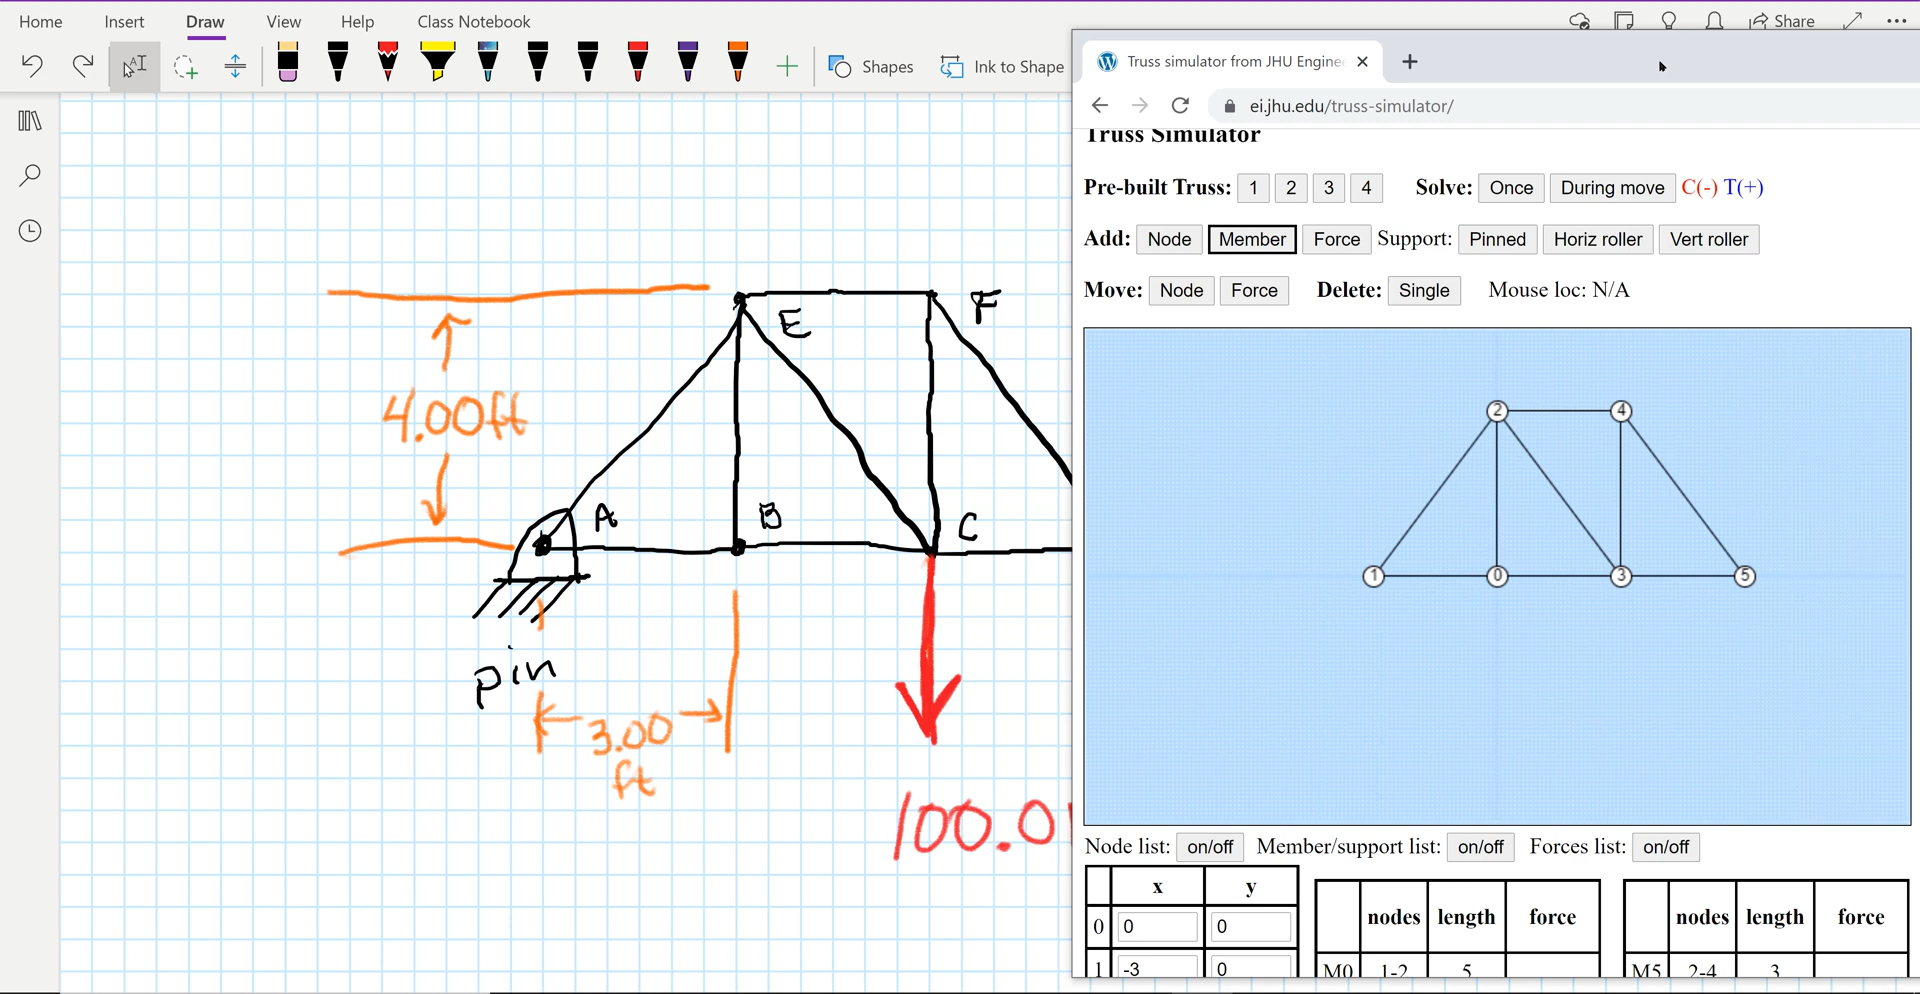 Home Insert Draw View Help Class Notebook Share
Shapes Ink to Shape
Truss simulator from JHU Engine
ei.jhu.edu/truss-simulator/
Truss Simulator
Pre-built Truss: 1 2 3 4 Solve: Once During move C(-) T(+)
Add: Node Member Force Support: Pinned Horiz roller Vert roller
Move: Node Force Delete: Single Mouse loc: N/A
E F
4.00ft
A B C
pin
3.00
ft
100.0
2 4
1 0 3 5
Node list: on/off Member/support list: on/off Forces list: on/off
x y
nodes length force nodes length force
0 0 0
1 -3 0 M0 1-2 5 M5 2-4 3